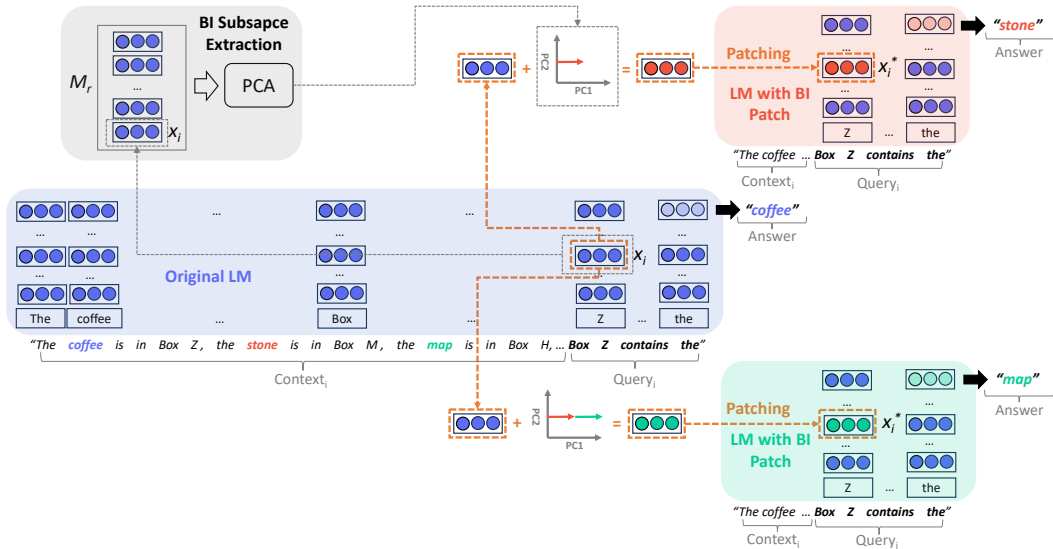 BI Subsapce
Extraction
M_r
...
X_i
PCA
+
PC2
PC1
=
Patching
LM with BI
Patch
...
...
...
...
X_i*
Z
...
the
"stone"
Answer
"The coffee ... Box Z contains the"
Context_i
Query_i
Original LM
...
...
...
...
...
...
...
...
...
...
...
...
X_i
The
coffee
...
Box
...
Z
...
the
"coffee"
Answer
"The coffee is in Box Z, the stone is in Box M, the map is in Box H, ... Box Z contains the"
Context_i
Query_i
+
PC2
PC1
=
Patching
LM with BI
Patch
...
...
...
...
X_i*
Z
...
the
"map"
Answer
"The coffee ... Box Z contains the"
Context_i
Query_i